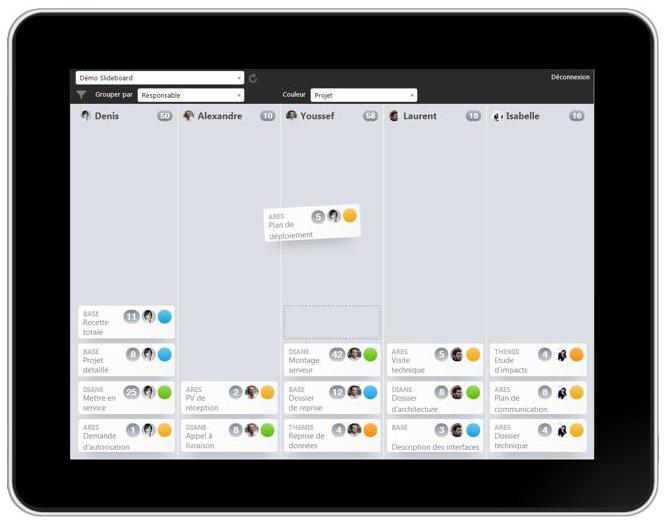 Démo Slideboard
Déconnexion
Grouper par Responsable Couleur Projet
Denis 50 Alexandre 10 Youssef 58 Laurent 16 Isabelle 16
ARES 5
Plan de
déploiement
BASE 11
Recette
totale
BASE 8
Projet
détaillé
DIANE 42
Montage
serveur
ARES 5
Visite
technique
THEMIS 4
Etude
d'impacts
DIANE 25
Mettre en
service
ARES 2
PV de
réception
BASE 12
Dossier
de reprise
DIANE 8
Dossier
d'architecture
ARES 8
Plan de
communication
ARES 1
Demande
d'autorisation
DIANE 8
Appel à
livraison
THEMIS 4
Reprise de
données
BASE 3
Description des interfaces
ARES 4
Dossier
technique